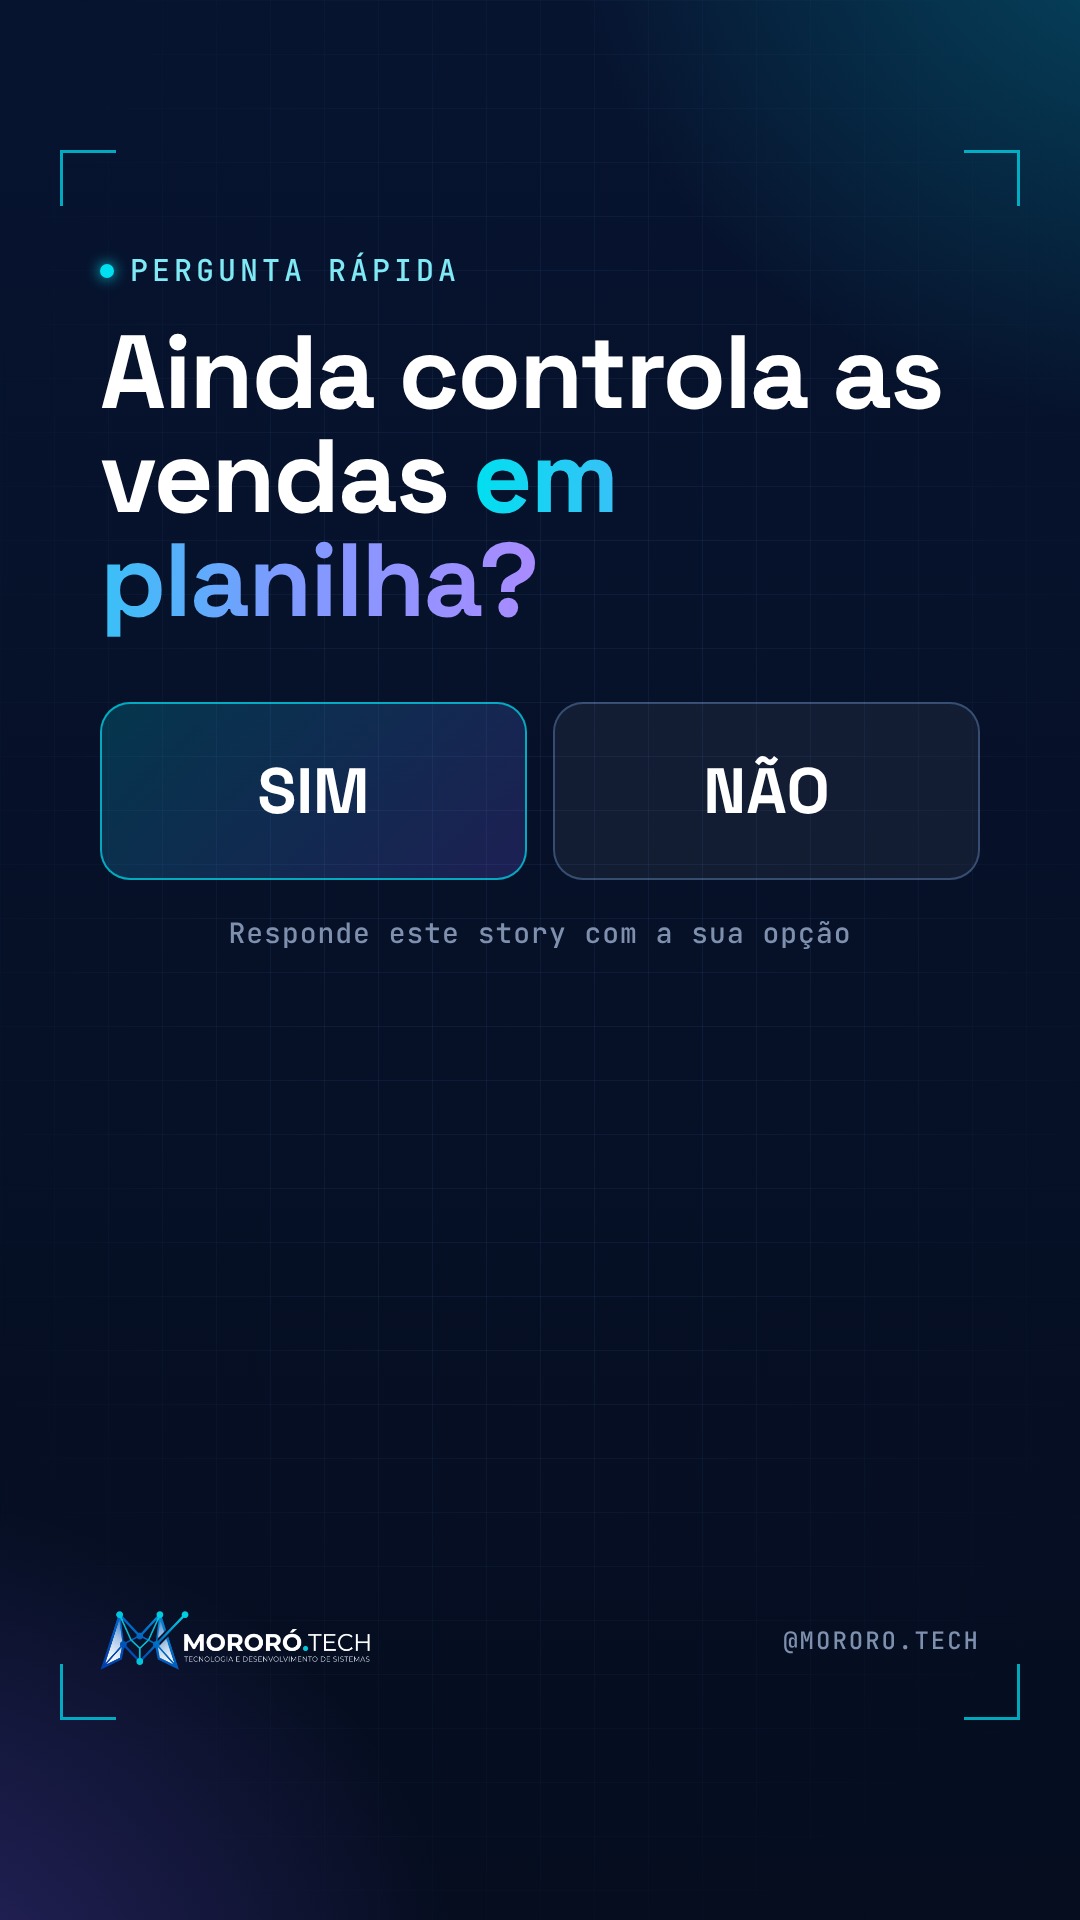 PERGUNTA RÁPIDA
Ainda controla as
vendas em
planilha?
SIM
NÃO
Responde este story com a sua opção
MORORÓ.TECH
TECNOLOGIA E DESENVOLVIMENTO DE SISTEMAS
@MORORO.TECH